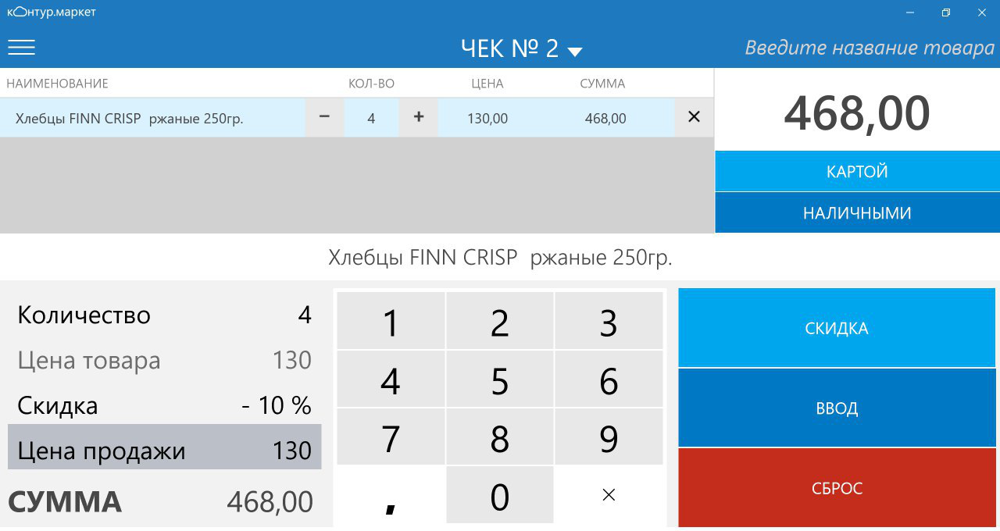 кОнтур.маркет
ЧЕК № 2
Введите название товара
НАИМЕНОВАНИЕ КОЛ-ВО ЦЕНА СУММА
Хлебцы FINN CRISP ржаные 250гр. − 4 + 130,00 468,00 ×
468,00
КАРТОЙ
НАЛИЧНЫМИ
Хлебцы FINN CRISP ржаные 250гр.
Количество 4
Цена товара 130
Скидка - 10 %
Цена продажи 130
СУММА 468,00
1 2 3
4 5 6
7 8 9
. 0 ×
СКИДКА
ВВОД
СБРОС